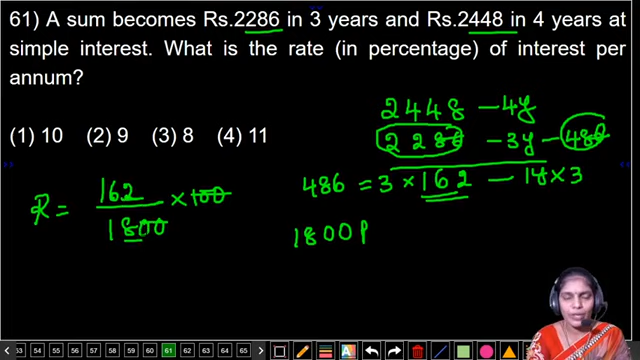 61) A sum becomes Rs.2286 in 3 years and Rs.2448 in 4 years at
simple interest. What is the rate (in percentage) of interest per
annum?
(1) 10 (2) 9 (3) 8 (4) 11
2448 - 4y
2286 - 3y - 486
486 = 3 × 162 - 1y × 3
R = 162/1800 × 100
1800 P
53 54 55 56 57 58 59 60 61 62 63 64 65